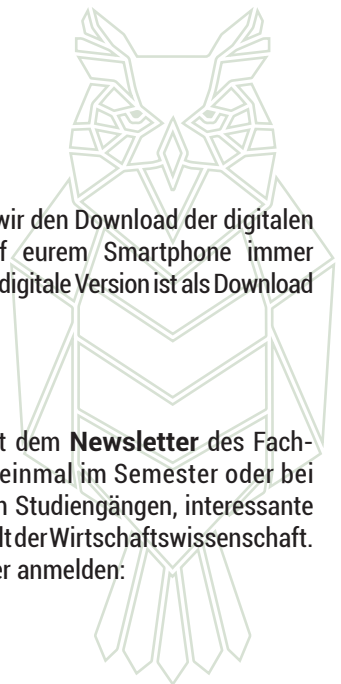 wir den Download der digitalen
f eurem Smartphone immer
digitale Version ist als Download
t dem Newsletter des Fach-
einmal im Semester oder bei
n Studiengängen, interessante
lt der Wirtschaftswissenschaft.
er anmelden: